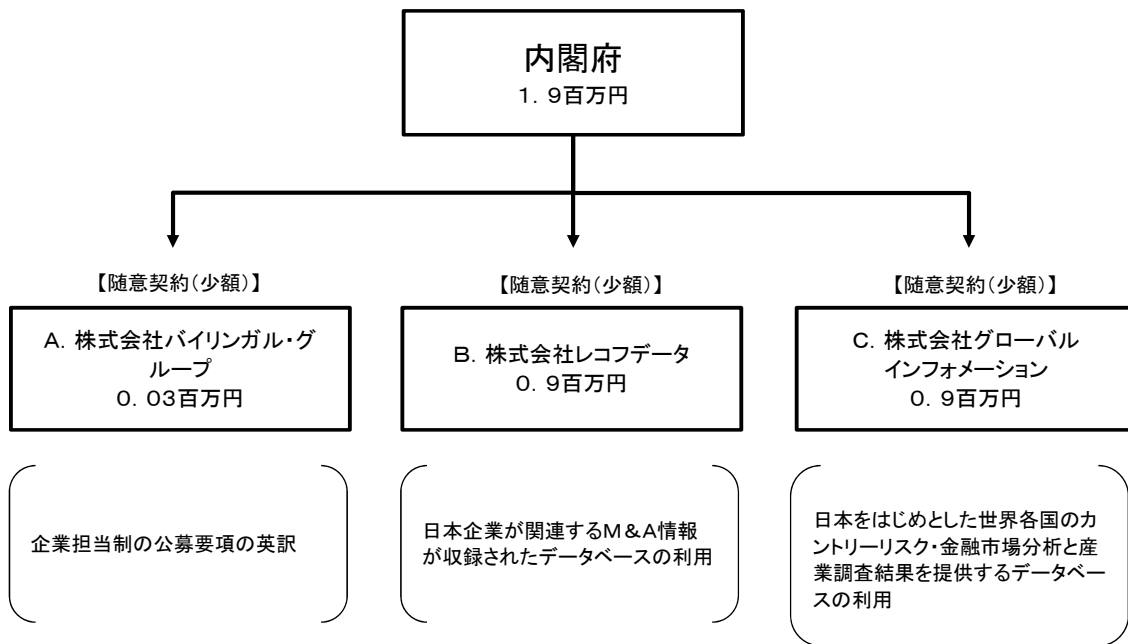 内閣府
1.9百万円
【随意契約(少額)】
【随意契約(少額)】
【随意契約(少額)】
A.株式会社バイリンガル・グ
ループ
0.03百万円
B.株式会社レコフデータ
0.9百万円
C.株式会社グローバル
インフォメーション
0.9百万円
企業担当制の公募要項の英訳
日本企業が関連するM&A情報
が収録されたデータベースの利用
日本をはじめとした世界各国のカ
ントリーリスク・金融市場分析と産
業調査結果を提供するデータベー
スの利用